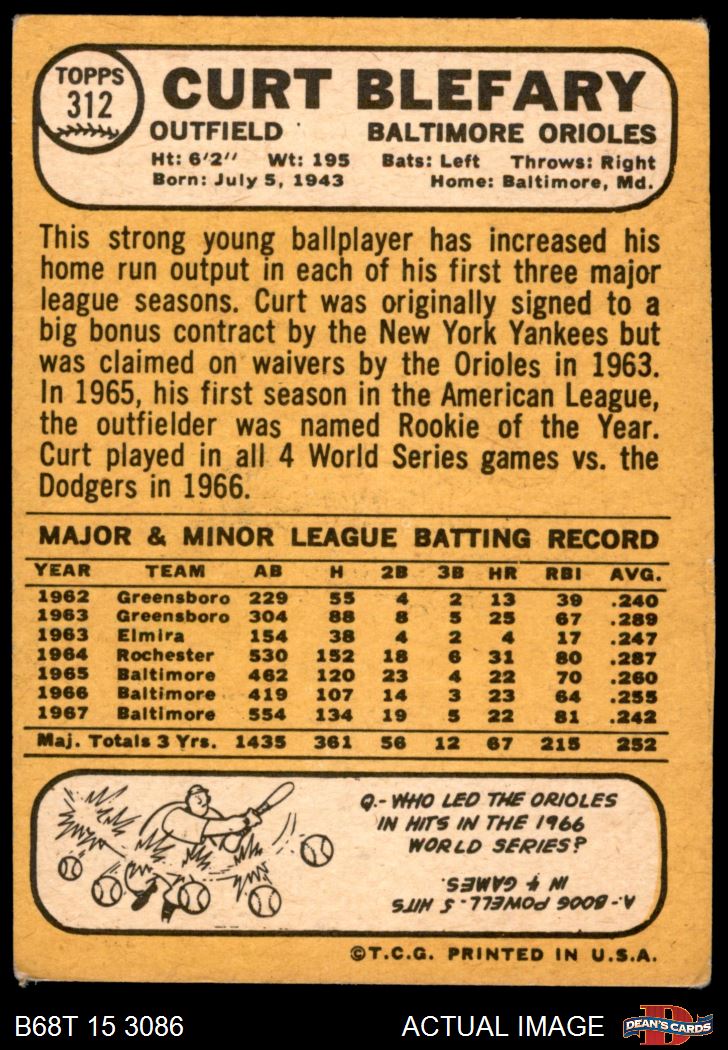 TOPPS
312
CURT BLEFARY
OUTFIELD BALTIMORE ORIOLES
Ht: 6'2" Wt: 195 Bats: Left Throws: Right
Born: July 5, 1943 Home: Baltimore, Md.
This strong young ballplayer has increased his
home run output in each of his first three major
league seasons. Curt was originally signed to a
big bonus contract by the New York Yankees but
was claimed on waivers by the Orioles in 1963.
In 1965, his first season in the American League,
the outfielder was named Rookie of the Year.
Curt played in all 4 World Series games vs. the
Dodgers in 1966.
MAJOR & MINOR LEAGUE BATTING RECORD
YEAR TEAM AB H 2B 3B HR RBI AVG.
1962 Greensboro 229 55 4 2 13 39 .240
1963 Greensboro 304 88 8 5 25 67 .289
1963 Elmira 154 38 4 2 4 17 .247
1964 Rochester 530 152 18 6 31 80 .287
1965 Baltimore 462 120 23 4 22 70 .260
1966 Baltimore 419 107 14 3 23 64 .255
1967 Baltimore 554 134 19 5 22 81 .242
Maj. Totals 3 Yrs. 1435 361 56 12 67 215 252
Q.- WHO LED THE ORIOLES
IN HITS IN THE 1966
WORLD SERIES?
A.- BOOG POWELL. 5 HITS
IN 4 GAMES.
©T.C.G. PRINTED IN U.S.A.
B68T 15 3086 ACTUAL IMAGE
D
DEAN'S CARDS